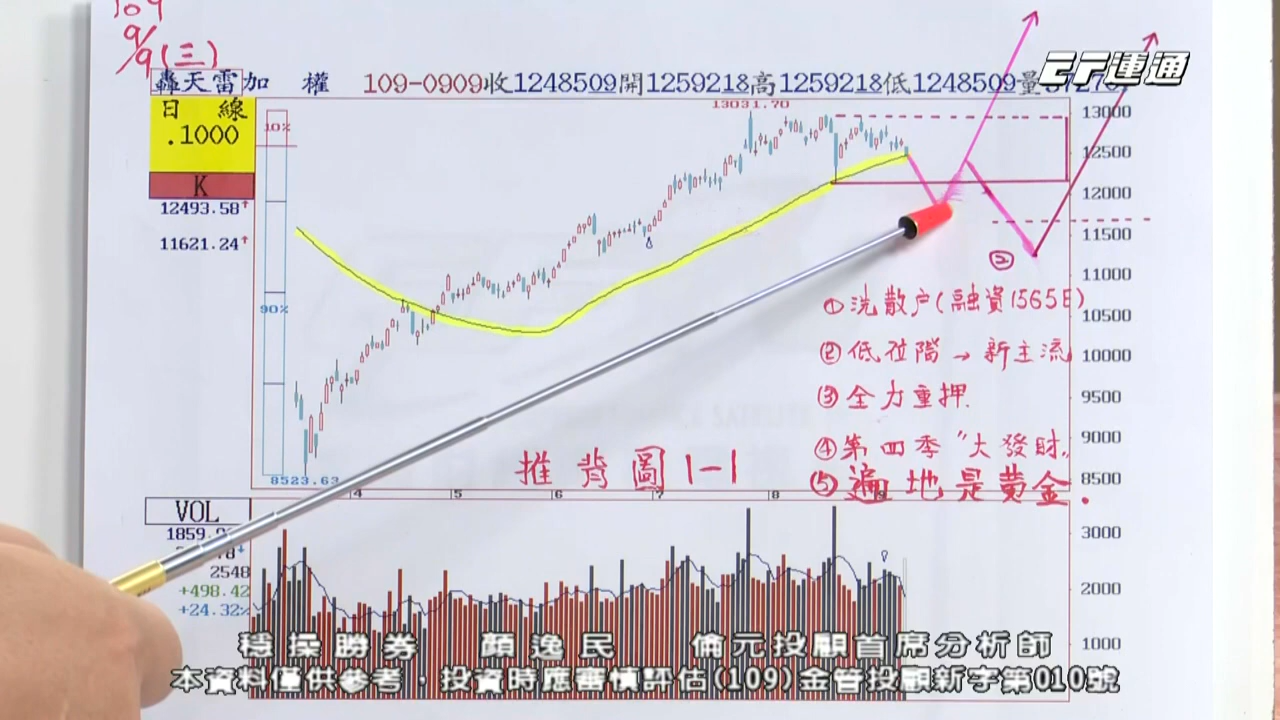 109
9/9(三)
運通
轟天雷加 權 109-0909收1248509開1259218高1259218低1248509量
日 線
.1000
K
12493.58↑
11621.24↑
10%
90%
13031.70
8523.63
13000
12500
12000
11500
11000
10500
10000
9500
9000
8500
②
①洗散户(融資1565E)
②低位階→新主流
③全力重押.
④第四季"大發財"
⑤遍地是黃金.
推背圖1-1
4 5 6 7 8
VOL
2548
+498.42
+24.32%
3000
2000
1000
穩操勝券 顏逸民 倫元投顧首席分析師
本資料僅供參考，投資時應審慎評估(109)金管投顧新字第010號